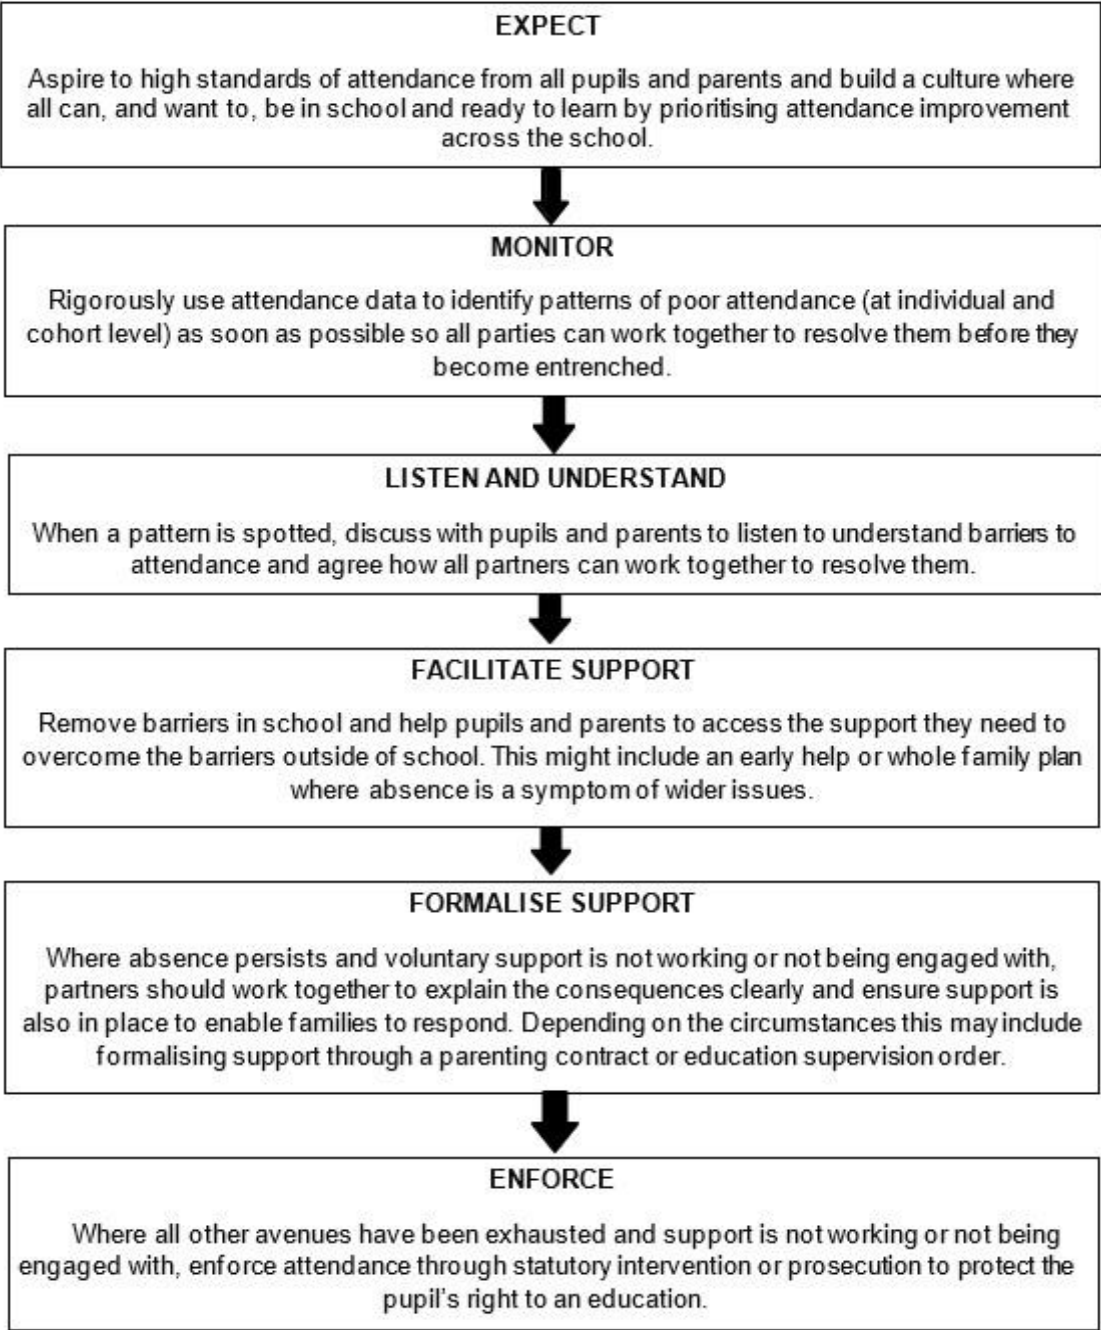 EXPECT
Aspire to high standards of attendance from all pupils and parents and build a culture where
all can, and want to, be in school and ready to learn by prioritising attendance improvement
across the school.
MONITOR
Rigorously use attendance data to identify patterns of poor attendance (at individual and
cohort level) as soon as possible so all parties can work together to resolve them before they
become entrenched.
LISTEN AND UNDERSTAND
When a pattern is spotted, discuss with pupils and parents to listen to understand barriers to
attendance and agree how all partners can work together to resolve them.
FACILITATE SUPPORT
Remove barriers in school and help pupils and parents to access the support they need to
overcome the barriers outside of school. This might include an early help or whole family plan
where absence is a symptom of wider issues.
FORMALISE SUPPORT
Where absence persists and voluntary support is not working or not being engaged with,
partners should work together to explain the consequences clearly and ensure support is
also in place to enable families to respond. Depending on the circumstances this may include
formalising support through a parenting contract or education supervision order.
ENFORCE
Where all other avenues have been exhausted and support is not working or not being
engaged with, enforce attendance through statutory intervention or prosecution to protect the
pupil's right to an education.